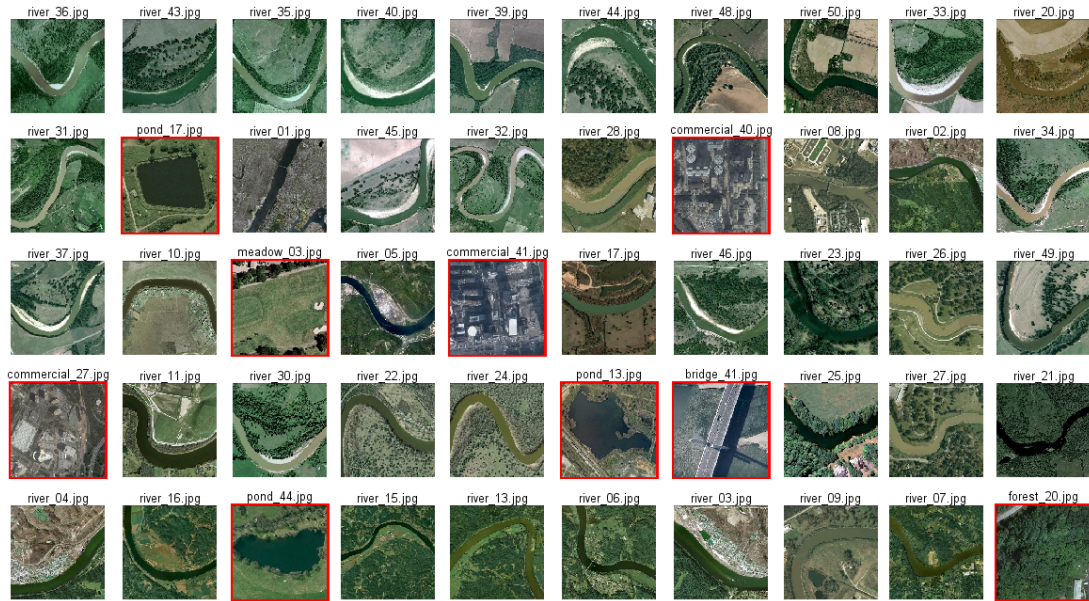 river_36.jpg river_43.jpg river_35.jpg river_40.jpg river_39.jpg river_44.jpg river_48.jpg river_50.jpg river_33.jpg river_20.jpg
river_31.jpg pond_17.jpg river_01.jpg river_45.jpg river_32.jpg river_28.jpg commercial_40.jpg river_08.jpg river_02.jpg river_34.jpg
river_37.jpg river_10.jpg meadow_03.jpg river_05.jpg commercial_41.jpg river_17.jpg river_46.jpg river_23.jpg river_26.jpg river_49.jpg
commercial_27.jpg river_11.jpg river_30.jpg river_22.jpg river_24.jpg pond_13.jpg bridge_41.jpg river_25.jpg river_27.jpg river_21.jpg
river_04.jpg river_16.jpg pond_44.jpg river_15.jpg river_13.jpg river_06.jpg river_03.jpg river_09.jpg river_07.jpg forest_20.jpg